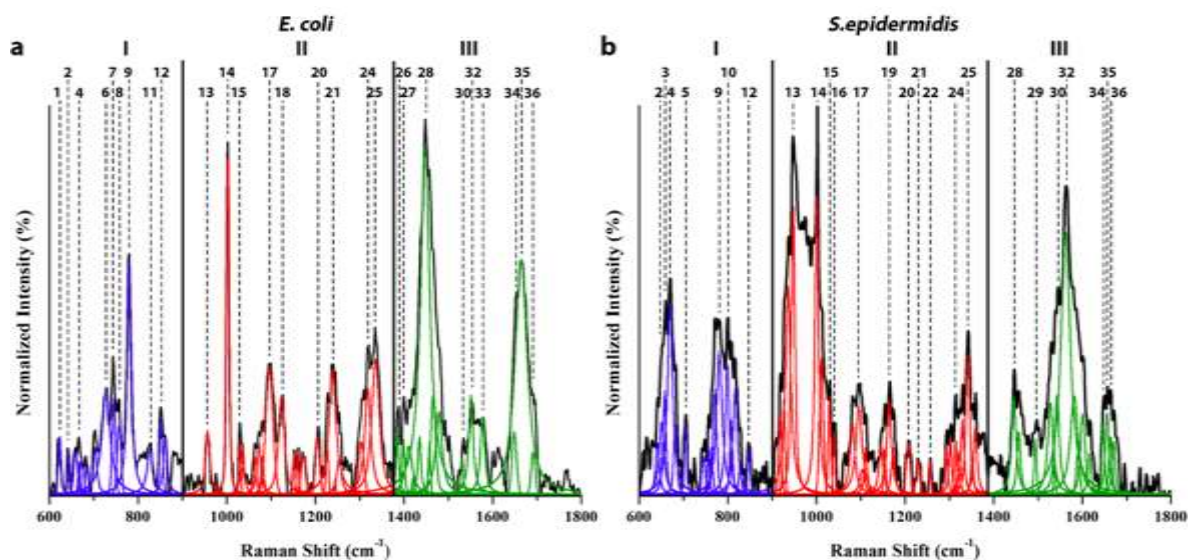 E. coli
S.epidermidis
a
I
II
III
b
I
II
III
2 7 9 12 14 17 20 24 26 28 32 35
1 4 6 8 11 13 15 18 21 25 27 30 33 34 36
3 10 15 19 21 25 28 32 35
2 4 5 9 12 13 14 16 17 20 22 24 29 30 34 36
Normalized Intensity (%)
Normalized Intensity (%)
600 800 1000 1200 1400 1600 1800
600 800 1000 1200 1400 1600 1800
Raman Shift (cm⁻¹)
Raman Shift (cm⁻¹)